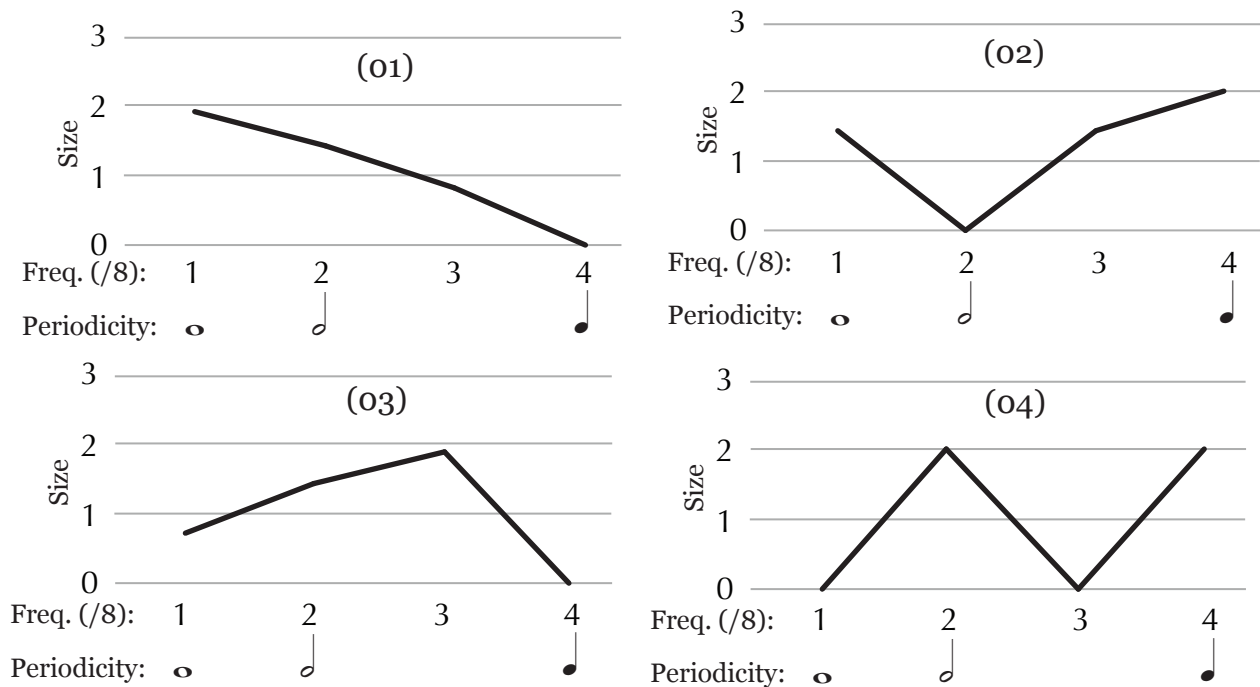 3
(01)
2
Size
1
0
Freq. (/8): 1 2 3 4
Periodicity:
3
(02)
2
Size
1
0
Freq. (/8): 1 2 3 4
Periodicity:
3
(03)
2
Size
1
0
Freq. (/8): 1 2 3 4
Periodicity:
3
(04)
2
Size
1
0
Freq. (/8): 1 2 3 4
Periodicity: